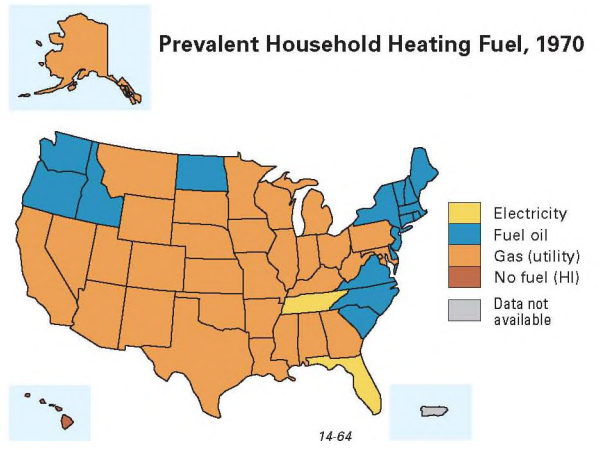 Prevalent Household Heating Fuel, 1970
Electricity
Fuel oil
Gas (utility)
No fuel (HI)
Data not
available
14-64